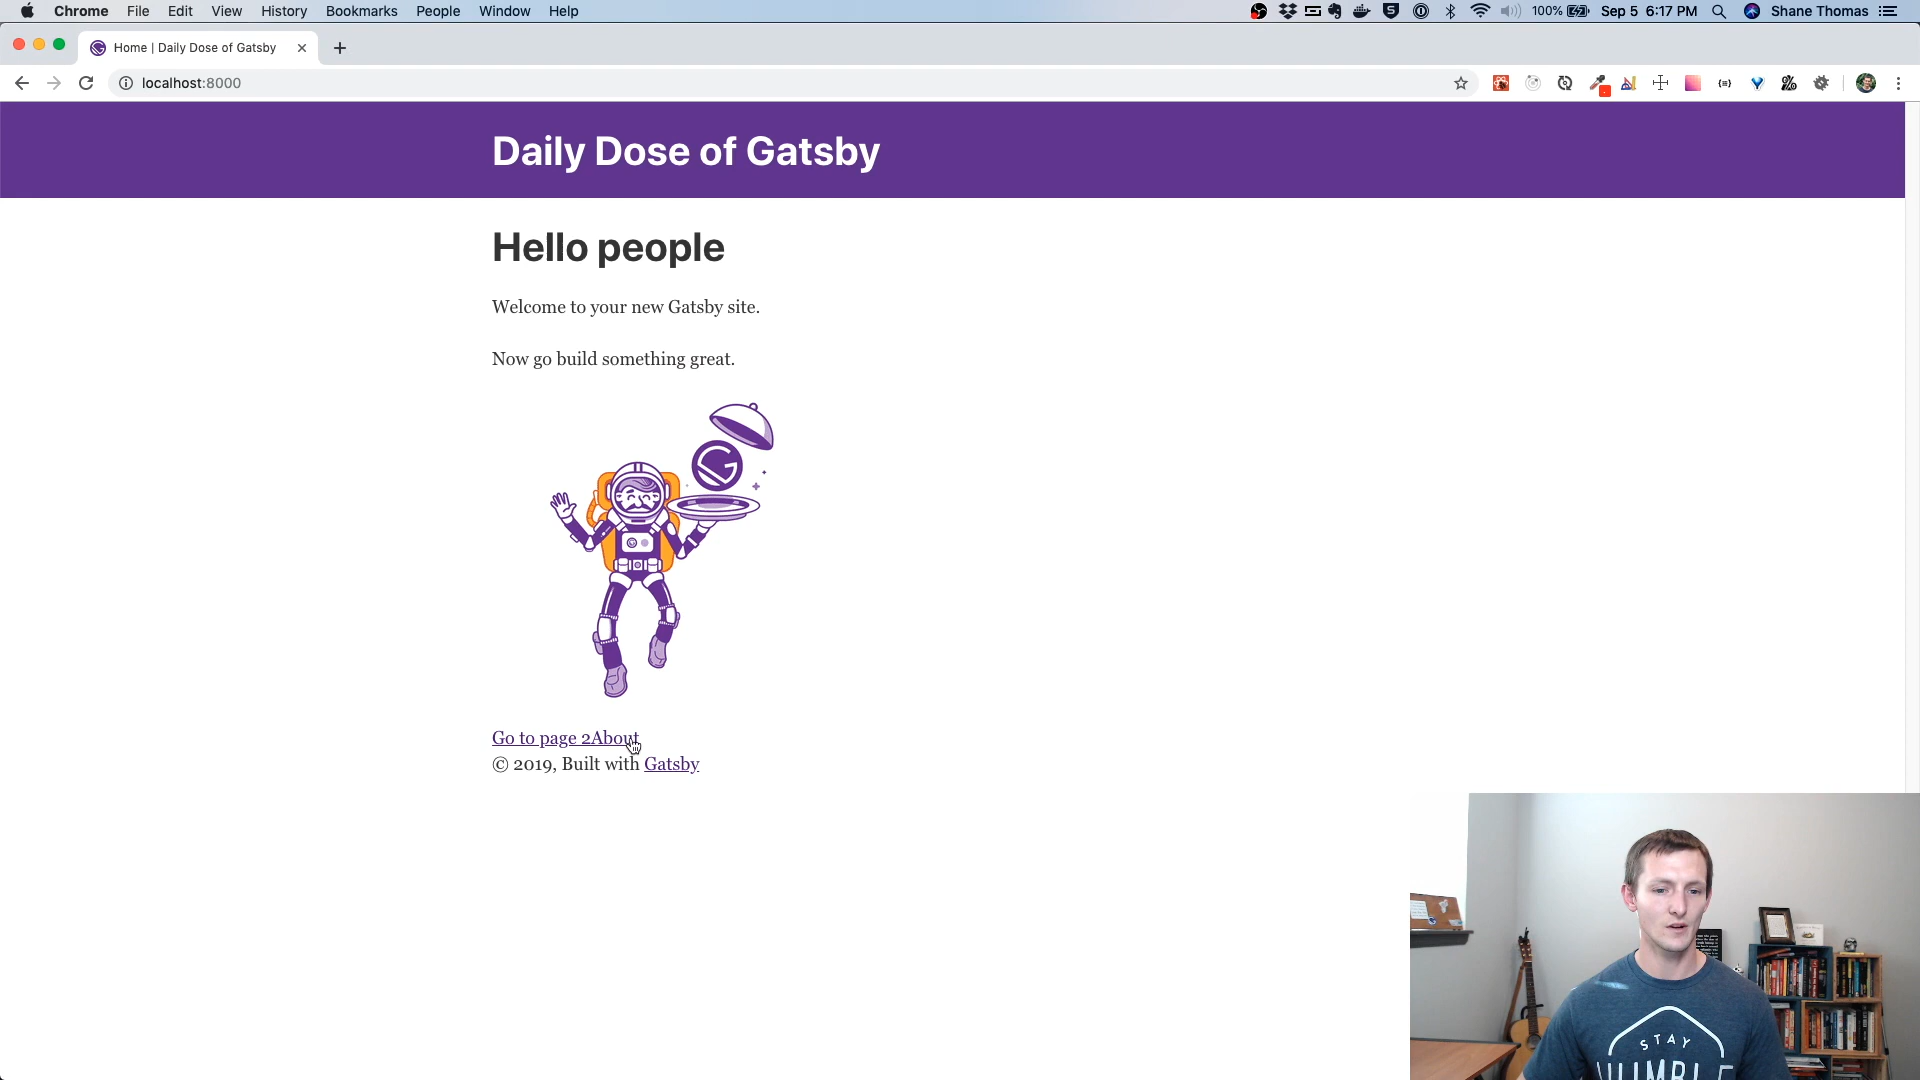 Chrome File Edit View History Bookmarks People Window Help
100% Sep 5 6:17 PM Shane Thomas
Home | Daily Dose of Gatsby
localhost:8000
Daily Dose of Gatsby
Hello people
Welcome to your new Gatsby site.
Now go build something great.
Go to page 2About
© 2019, Built with Gatsby
STAY
HUMBLE